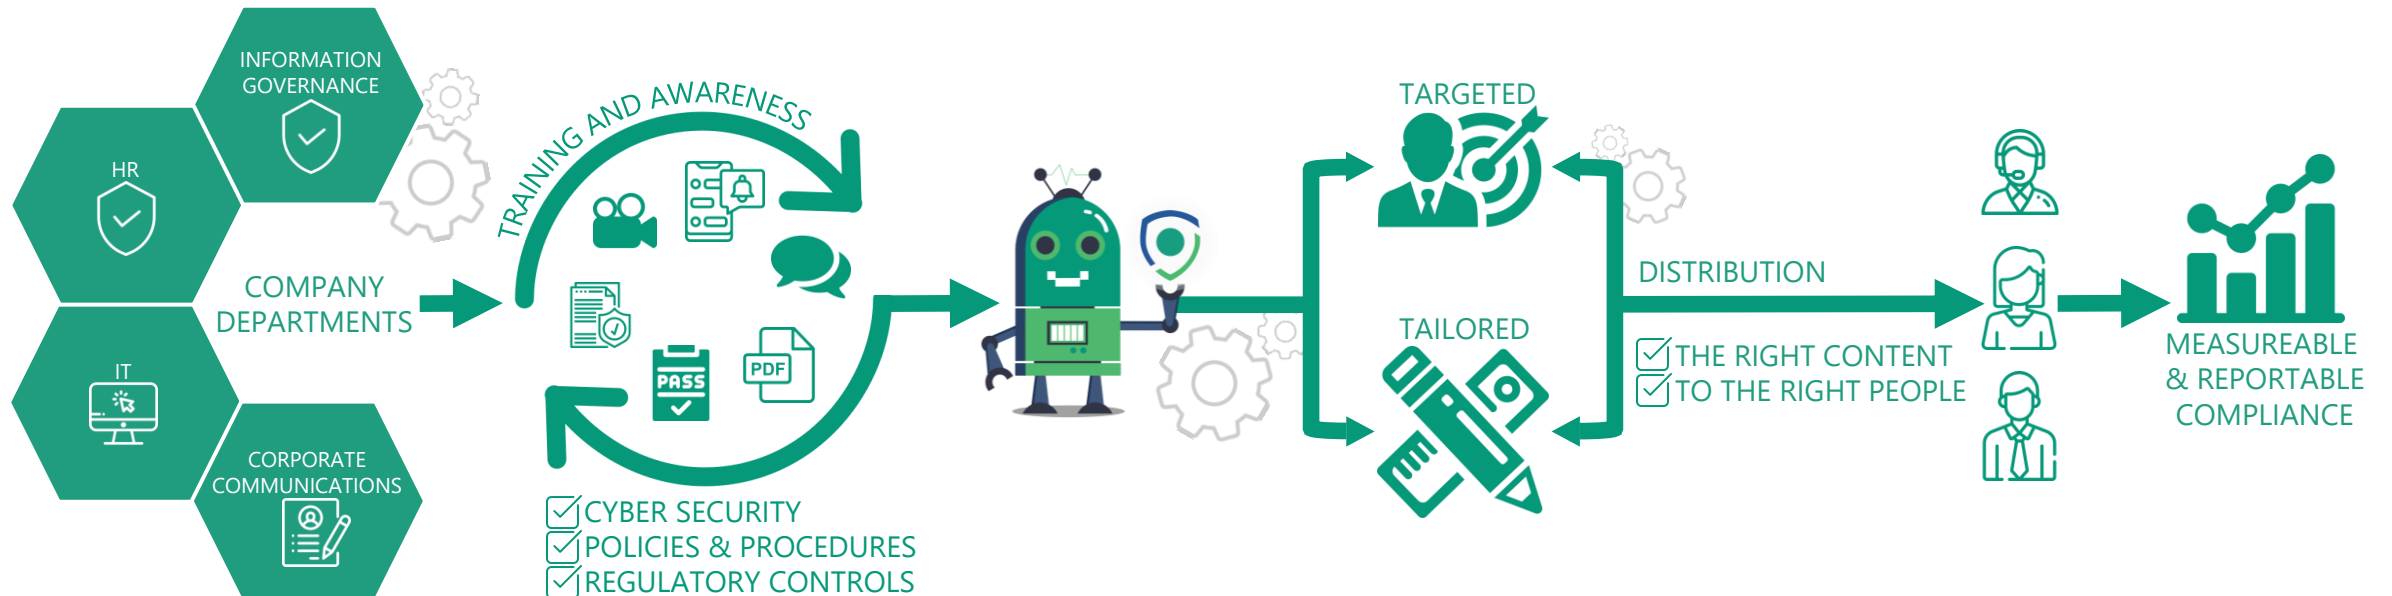 INFORMATION
GOVERNANCE
HR
IT
CORPORATE
COMMUNICATIONS
COMPANY
DEPARTMENTS
TRAINING AND AWARENESS
PASS
PDF
CYBER SECURITY
POLICIES & PROCEDURES
REGULATORY CONTROLS
TARGETED
TAILORED
DISTRIBUTION
THE RIGHT CONTENT
TO THE RIGHT PEOPLE
MEASUREABLE
& REPORTABLE
COMPLIANCE